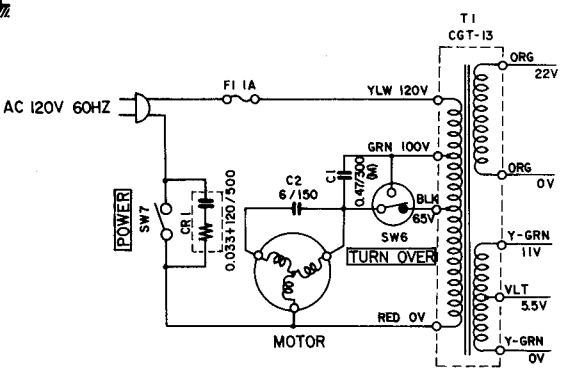 T1
CGT-13
ORG
22V
F1 1A
YLW 120V
AC 120V 60HZ
GRN 100V
C1
0.47/300
(M)
ORG
0V
C2
6/150
BLK
65V
POWER
SW7
CR1
0.033+120/500
SW6
TURN OVER
Y-GRN
11V
VLT
5.5V
RED 0V
MOTOR
Y-GRN
0V